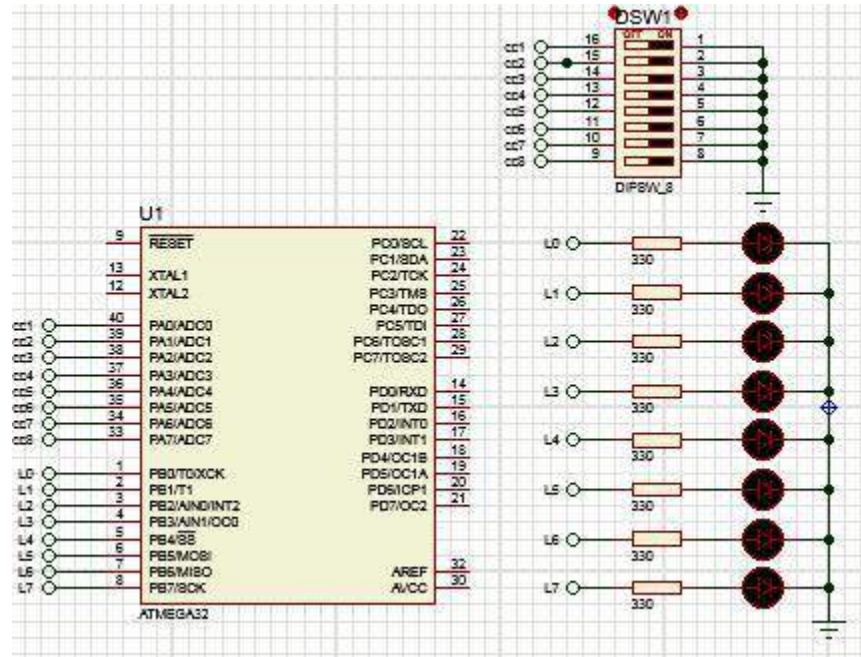 DSW1
OFF ON
cc1 16 1
cc2 15 2
cc3 14 3
cc4 13 4
cc5 12 5
cc6 11 6
cc7 10 7
cc8 9 8
DIPSW_8
U1
9 RESET PC0/SCL 22
PC1/SDA 23
13 XTAL1 PC2/TCK 24
12 XTAL2 PC3/TMS 25
PC4/TDO 26
cc1 40 PA0/ADC0 PC5/TDI 27
cc2 39 PA1/ADC1 PC6/TOSC1 28
cc3 38 PA2/ADC2 PC7/TOSC2 29
cc4 37 PA3/ADC3
cc5 36 PA4/ADC4 PD0/RXD 14
cc6 35 PA5/ADC5 PD1/TXD 15
cc7 34 PA6/ADC6 PD2/INT0 16
cc8 33 PA7/ADC7 PD3/INT1 17
PD4/OC1B 18
L0 1 PB0/T0/XCK PD5/OC1A 19
L1 2 PB1/T1 PD6/ICP1 20
L2 3 PB2/AIN0/INT2 PD7/OC2 21
L3 4 PB3/AIN1/OC0
L4 5 PB4/SS
L5 6 PB5/MOSI
L6 7 PB6/MISO AREF 32
L7 8 PB7/SCK AVCC 30
ATMEGA32
L0
330
L1
330
L2
330
L3
330
L4
330
L5
330
L6
330
L7
330